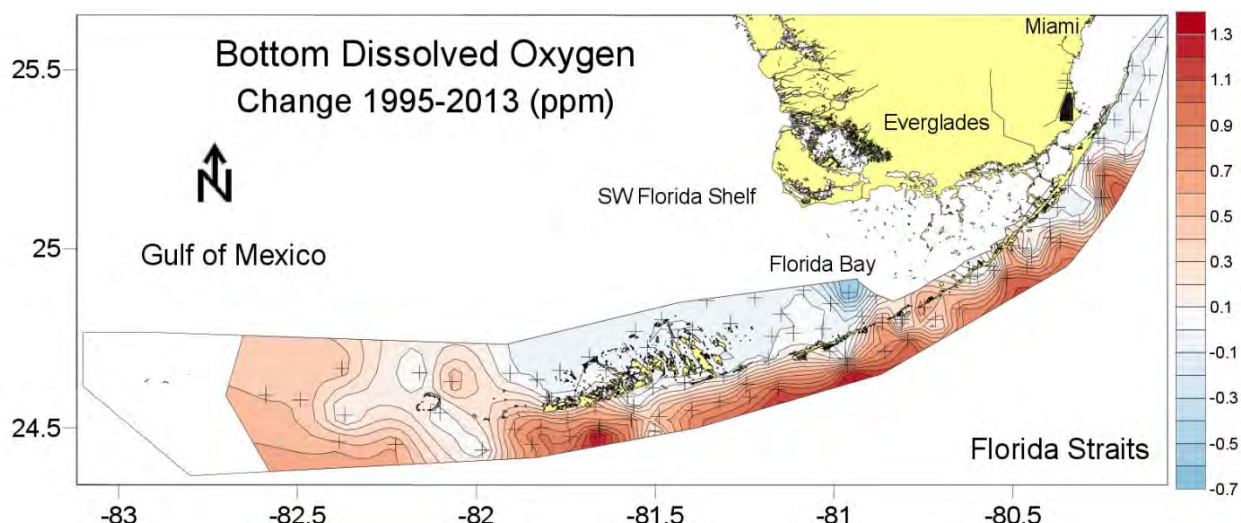 Bottom Dissolved Oxygen
Change 1995-2013 (ppm)
Miami
Everglades
SW Florida Shelf
N
Gulf of Mexico
Florida Bay
Florida Straits
25.5
25
24.5
-83
-82.5
-82
-81.5
-81
-80.5
1.3
1.1
0.9
0.7
0.5
0.3
0.1
-0.1
-0.3
-0.5
-0.7